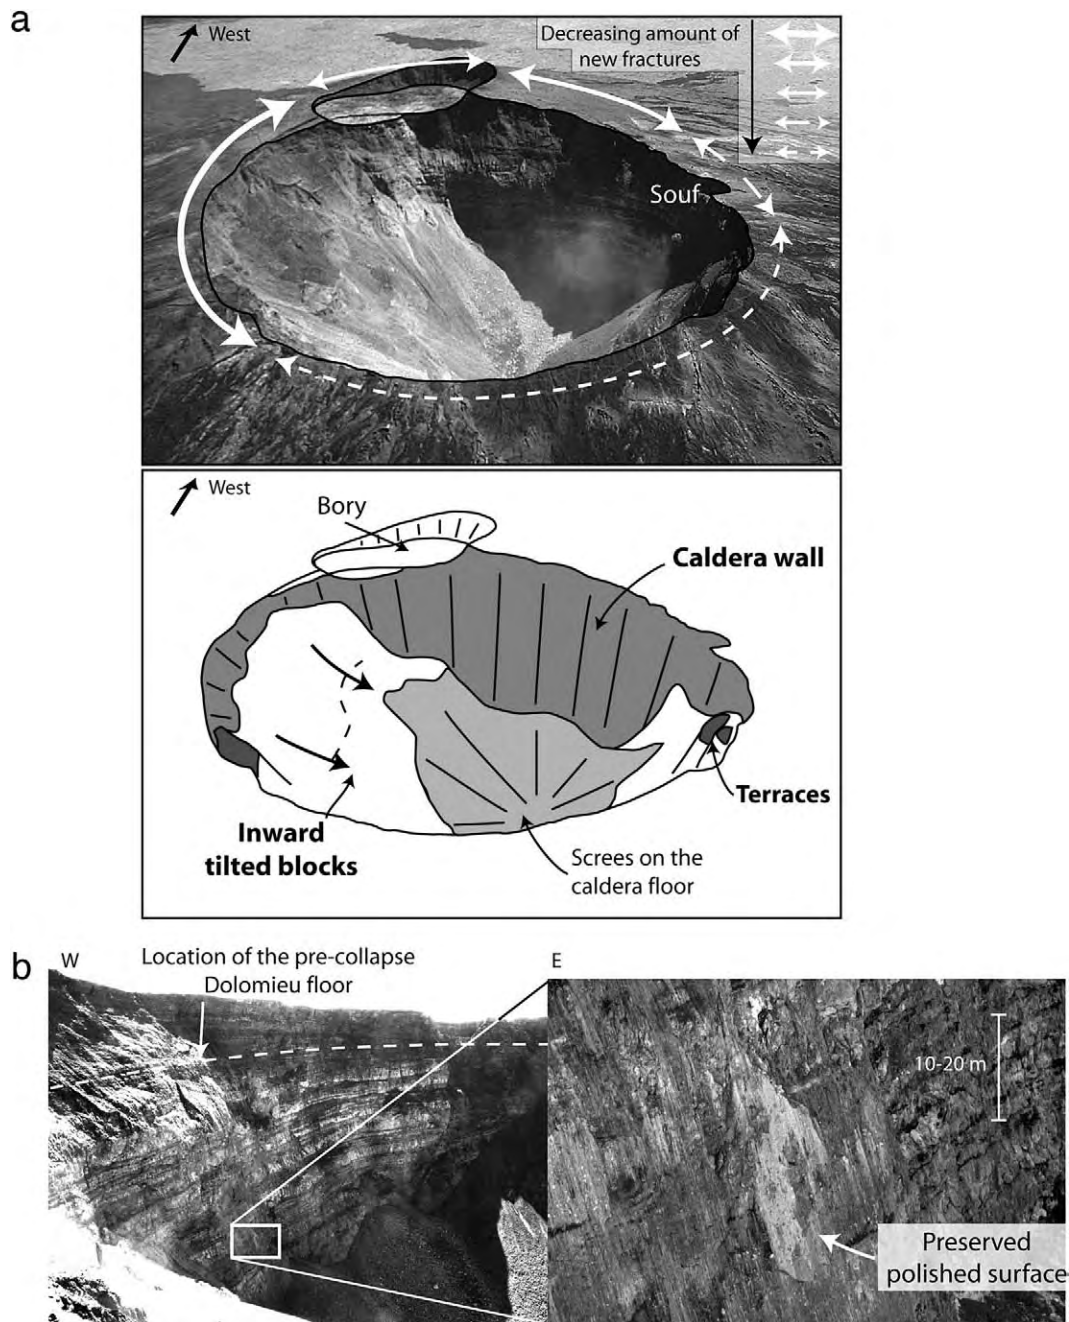 a
West
Decreasing amount of
new fractures
Souf
West
Bory
Caldera wall
Terraces
Inward
tilted blocks
Screes on the
caldera floor
b
W
Location of the pre-collapse
Dolomieu floor
E
10-20 m
Preserved
polished surface